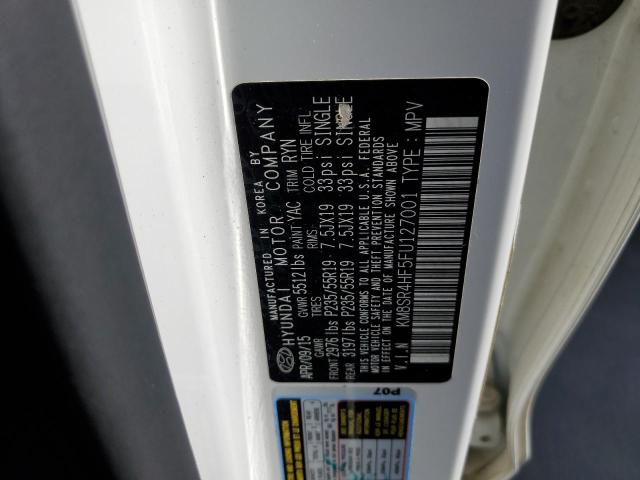 MANUFACTURED IN KOREA BY
HYUNDAI MOTOR COMPANY
APR/09/15 GVWR 5512 lbs PAINT YAC TRIM RYN
GAWR TIRES RIMS COLD TIRE INFL
FRONT 2976 lbs P235/55R19 7.5JX19 33psi SINGLE
REAR 3197 lbs P235/55R19 7.5JX19 33psi SINGLE
THIS VEHICLE CONFORMS TO ALL APPLICABLE U.S.A. FEDERAL
MOTOR VEHICLE SAFETY AND THEFT PREVENTION STANDARDS
IN EFFECT ON THE DATE OF MANUFACTURE SHOWN ABOVE
V.I.N KM8SR4HF5FU127001 TYPE : MPV
P07